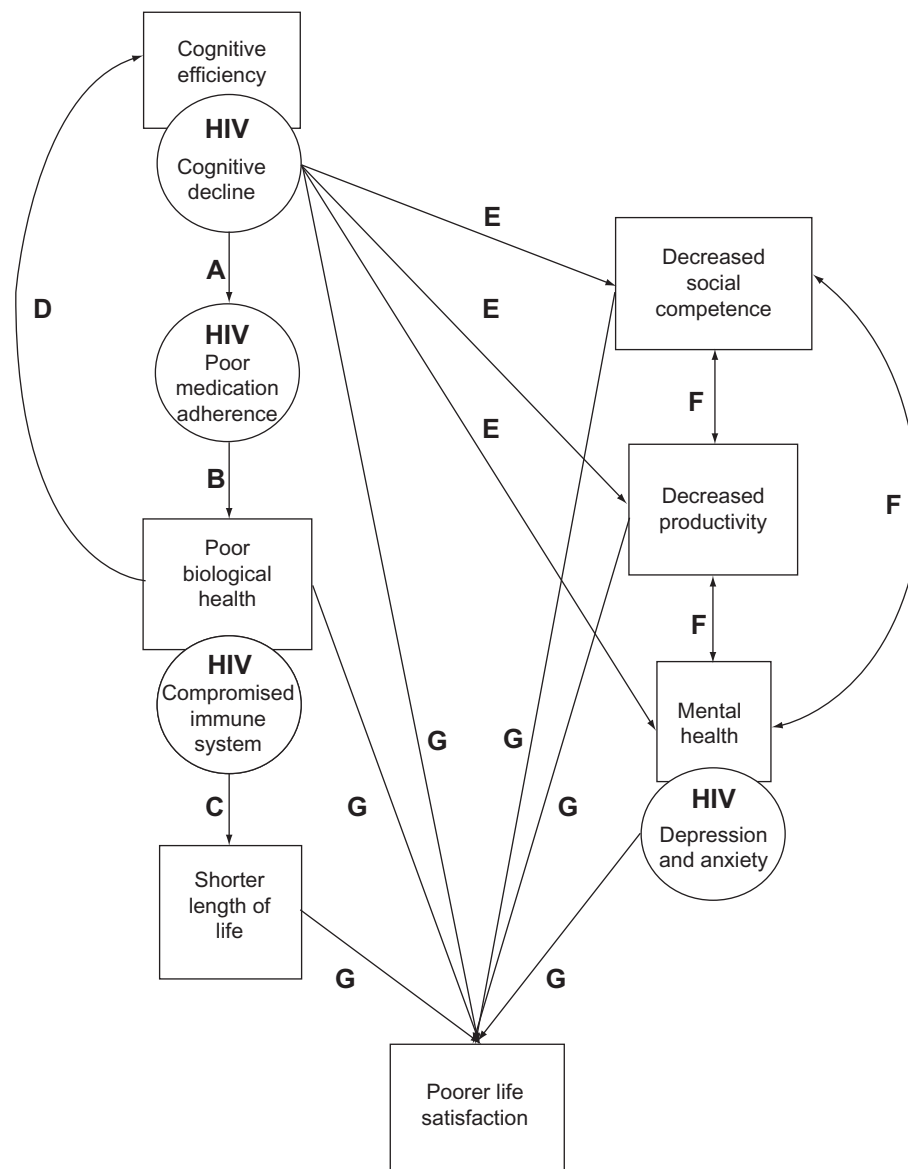 Cognitive
efficiency
HIV
Cognitive
decline
A
HIV
Poor
medication
adherence
B
Poor
biological
health
HIV
Compromised
immune
system
C
Shorter
length of
life
D
E
E
E
Decreased
social
competence
F
Decreased
productivity
F
F
Mental
health
HIV
Depression
and anxiety
G
G
G
G
G
G
Poorer life
satisfaction